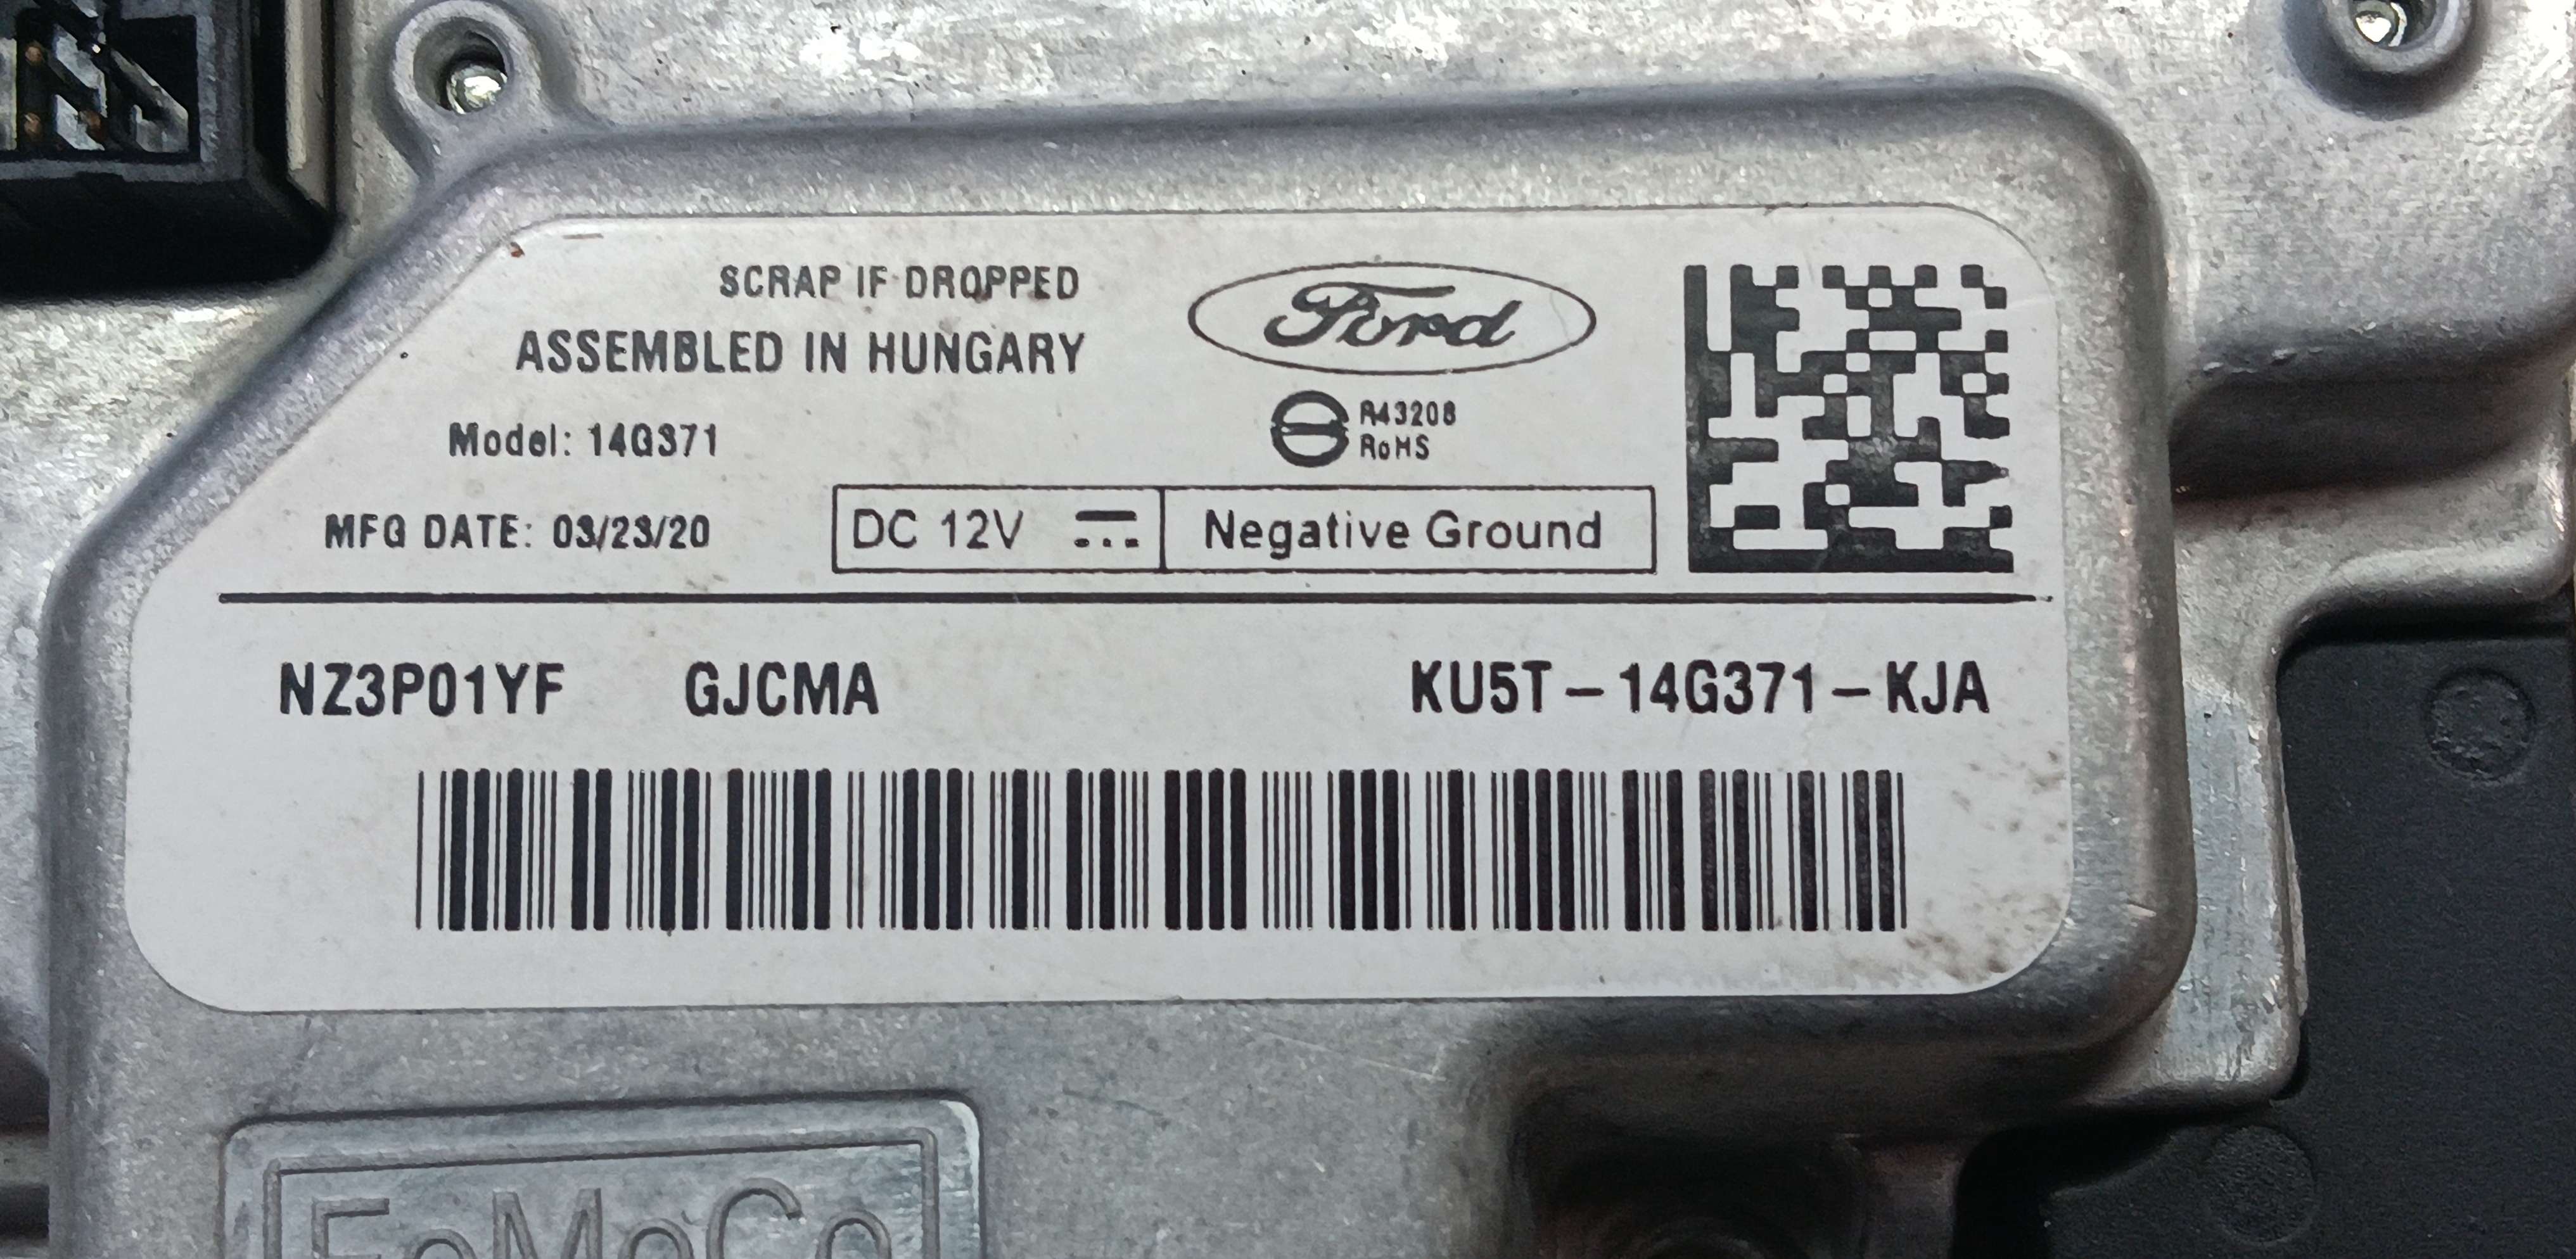 SCRAP IF DROPPED
ASSEMBLED IN HUNGARY
Ford
R43208
RoHS
Model: 14G371
MFG DATE: 03/23/20
DC 12V
Negative Ground
NZ3P01YF GJCMA KU5T-14G371-KJA
FoMoCo